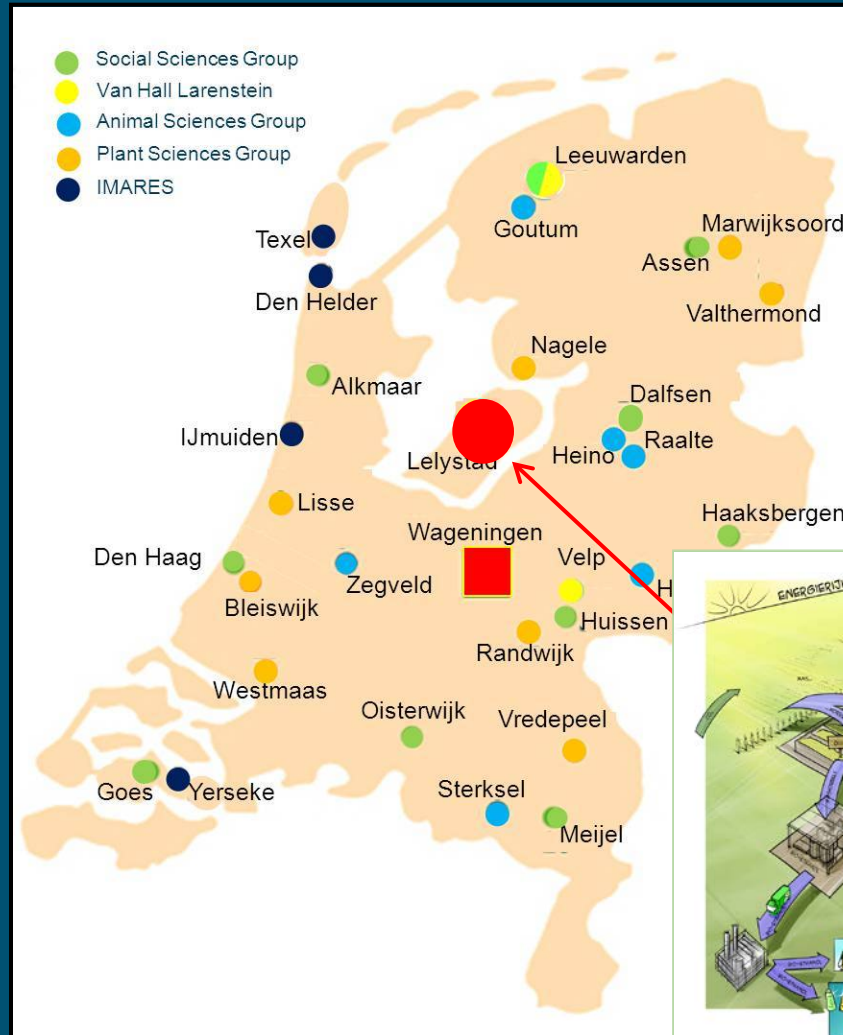 Social Sciences Group
Van Hall Larenstein
Animal Sciences Group
Plant Sciences Group
IMARES
Leeuwarden
Goutum
Marwijksoord
Texel
Assen
Den Helder
Valthermond
Nagele
Alkmaar
Dalfsen
IJmuiden
Heino
Raalte
Lelystad
Lisse
Haaksbergen
Wageningen
Den Haag
Velp
Zegveld
H
Bleiswijk
Huissen
Randwijk
Westmaas
Oisterwijk
Vredepeel
Goes
Yerseke
Sterksel
Meijel